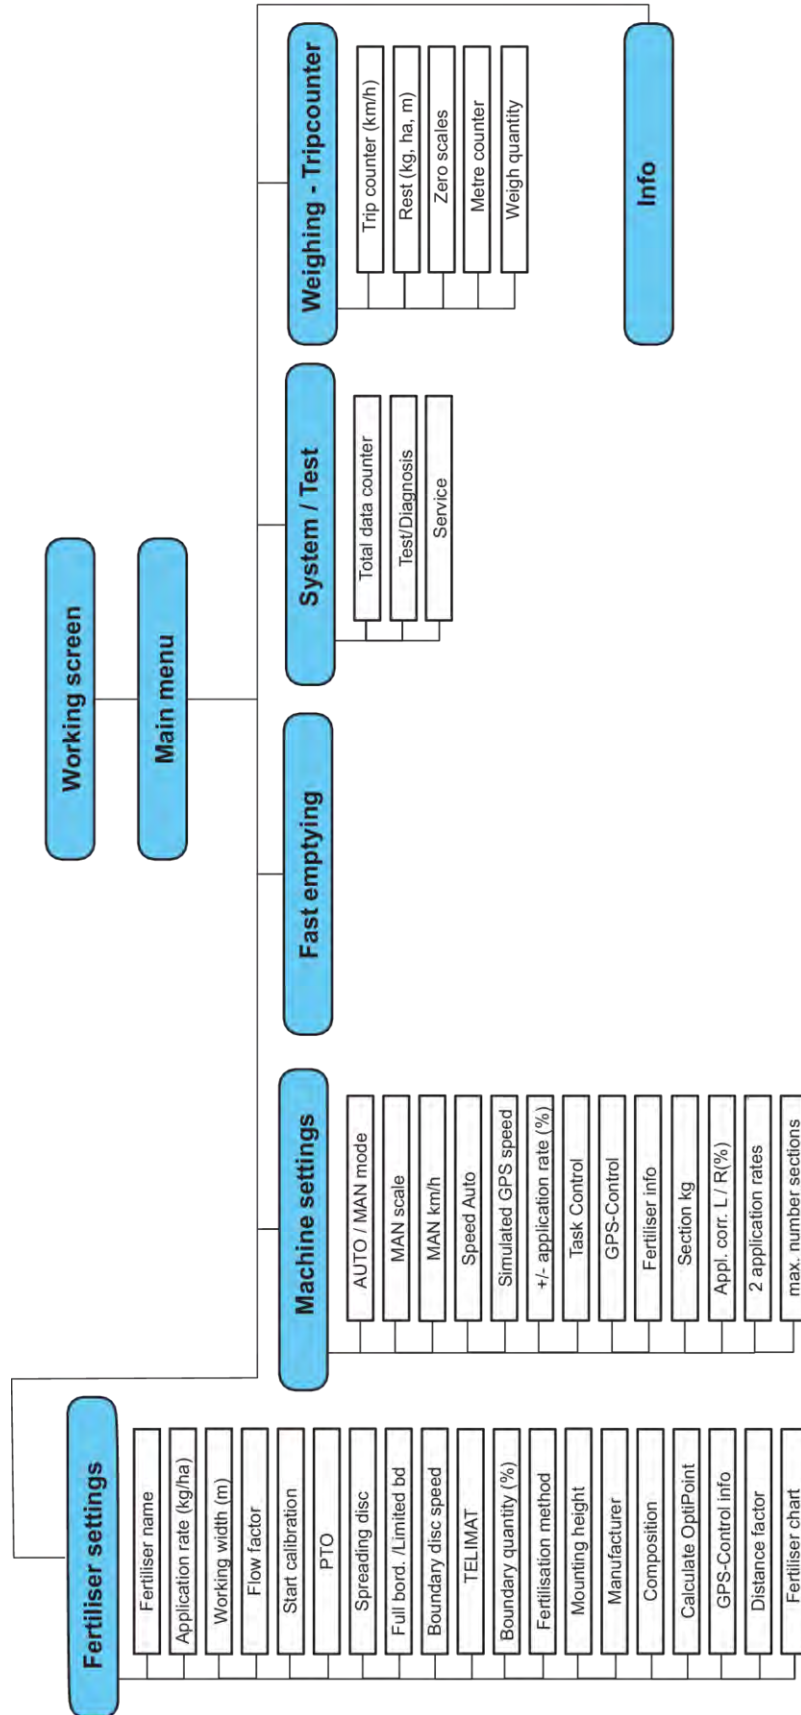 Working screen
Main menu
Fertiliser settings
Fertiliser name
Application rate (kg/ha)
Working width (m)
Flow factor
Start calibration
PTO
Spreading disc
Full bord. /Limited bd
Boundary disc speed
TELIMAT
Boundary quantity (%)
Fertilisation method
Mounting height
Manufacturer
Composition
Calculate OptiPoint
GPS-Control info
Distance factor
Fertiliser chart
Machine settings
AUTO / MAN mode
MAN scale
MAN km/h
Speed Auto
Simulated GPS speed
+/- application rate (%)
Task Control
GPS-Control
Fertiliser info
Section kg
Appl. corr. L / R(%)
2 application rates
max. number sections
Fast emptying
System / Test
Total data counter
Test/Diagnosis
Service
Weighing - Tripcounter
Trip counter (km/h)
Rest (kg, ha, m)
Zero scales
Metre counter
Weigh quantity
Info